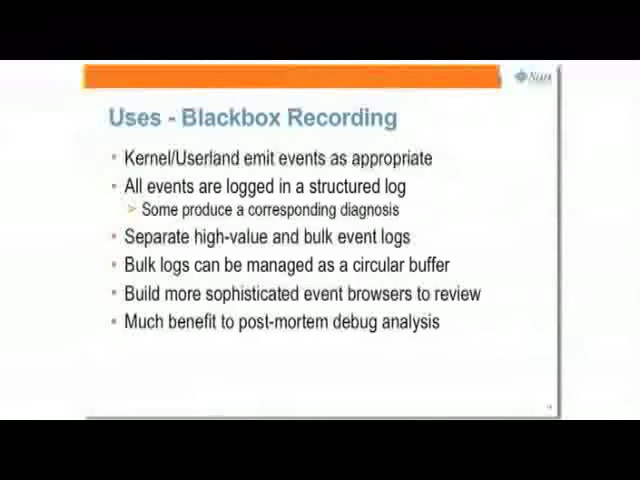 Uses - Blackbox Recording
Kernel/Userland emit events as appropriate
All events are logged in a structured log
Some produce a corresponding diagnosis
Separate high-value and bulk event logs
Bulk logs can be managed as a circular buffer
Build more sophisticated event browsers to review
Much benefit to post-mortem debug analysis